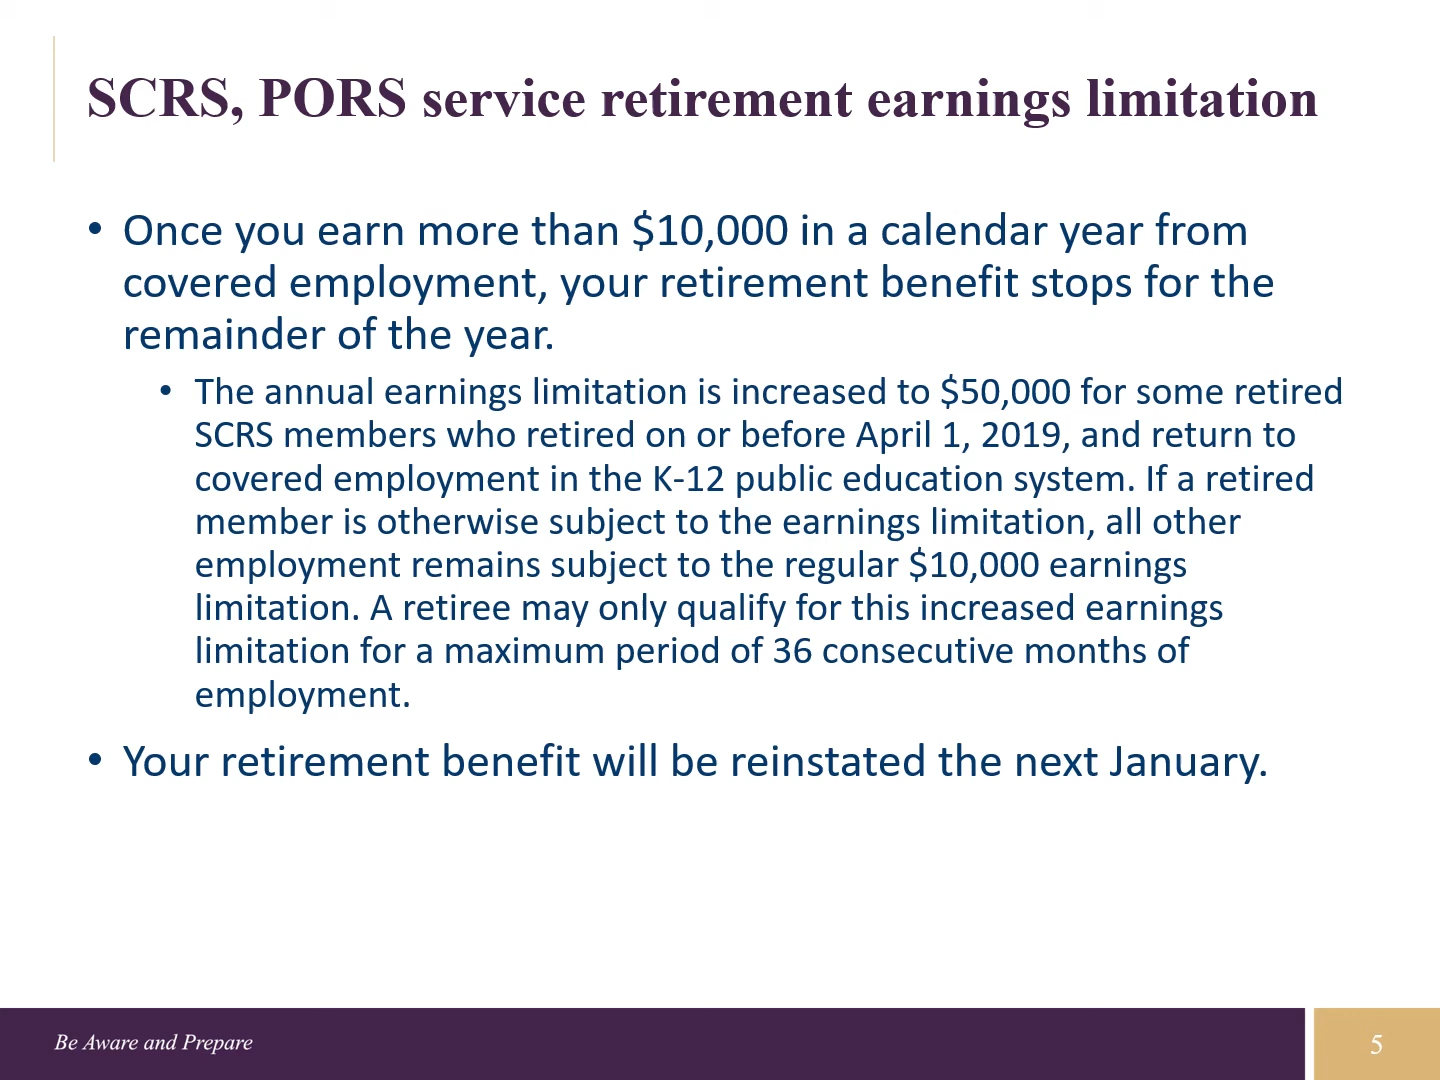 SCRS, PORS service retirement earnings limitation
• Once you earn more than $10,000 in a calendar year from
covered employment, your retirement benefit stops for the
remainder of the year.
• The annual earnings limitation is increased to $50,000 for some retired
SCRS members who retired on or before April 1, 2019, and return to
covered employment in the K-12 public education system. If a retired
member is otherwise subject to the earnings limitation, all other
employment remains subject to the regular $10,000 earnings
limitation. A retiree may only qualify for this increased earnings
limitation for a maximum period of 36 consecutive months of
employment.
• Your retirement benefit will be reinstated the next January.
Be Aware and Prepare
5